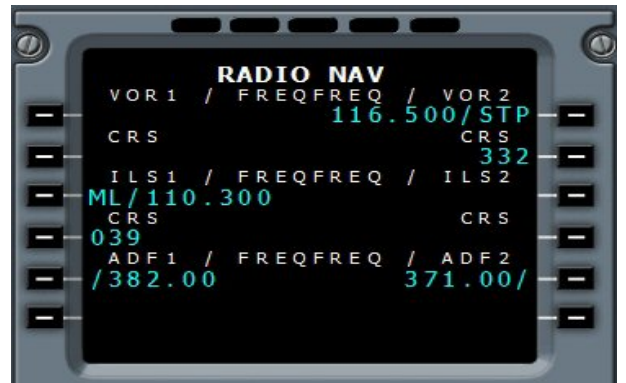 RADIO NAV
VOR1 / FREQFREQ / VOR2
116.500/STP
CRS CRS
332
ILS1 / FREQFREQ / ILS2
ML/110.300
CRS CRS
039
ADF1 / FREQFREQ / ADF2
/382.00 371.00/